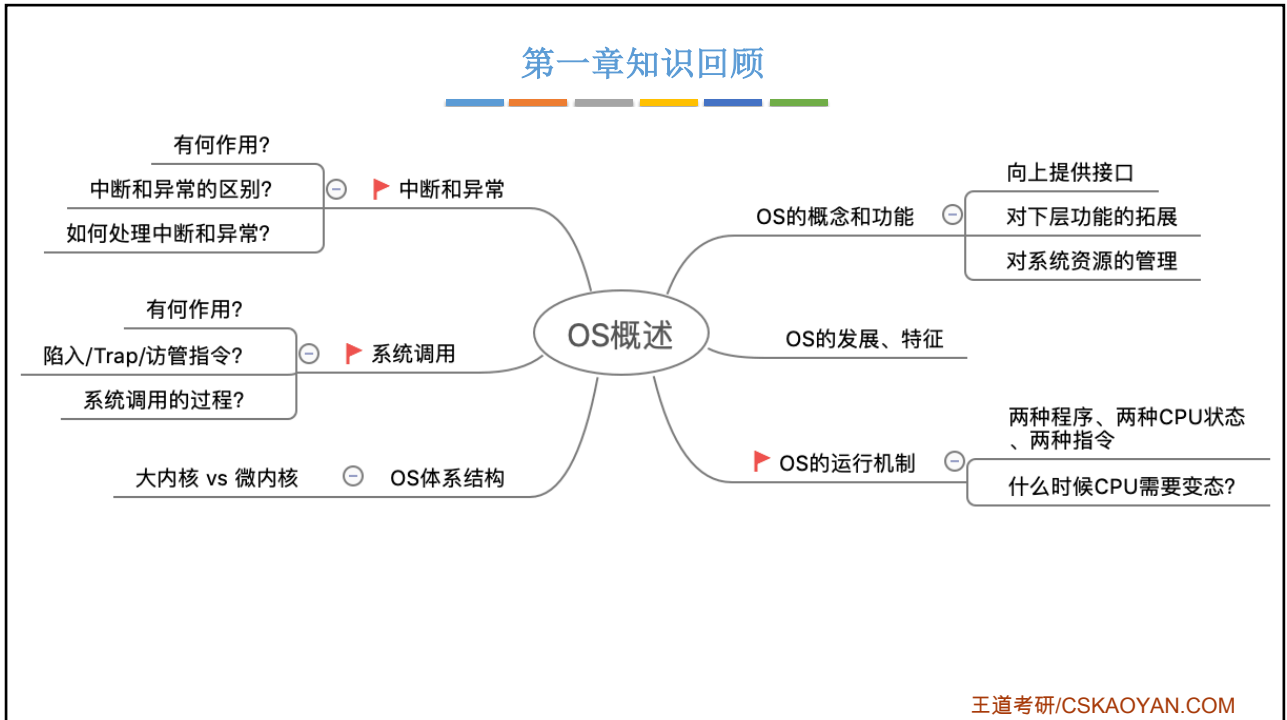 第一章知识回顾
OS概述
OS的概念和功能
向上提供接口
对下层功能的拓展
对系统资源的管理
OS的发展、特征
OS的运行机制
两种程序、两种CPU状态
、两种指令
什么时候CPU需要变态?
中断和异常
有何作用?
中断和异常的区别?
如何处理中断和异常?
系统调用
有何作用?
陷入/Trap/访管指令?
系统调用的过程?
OS体系结构
大内核 vs 微内核
王道考研/CSKAOYAN.COM